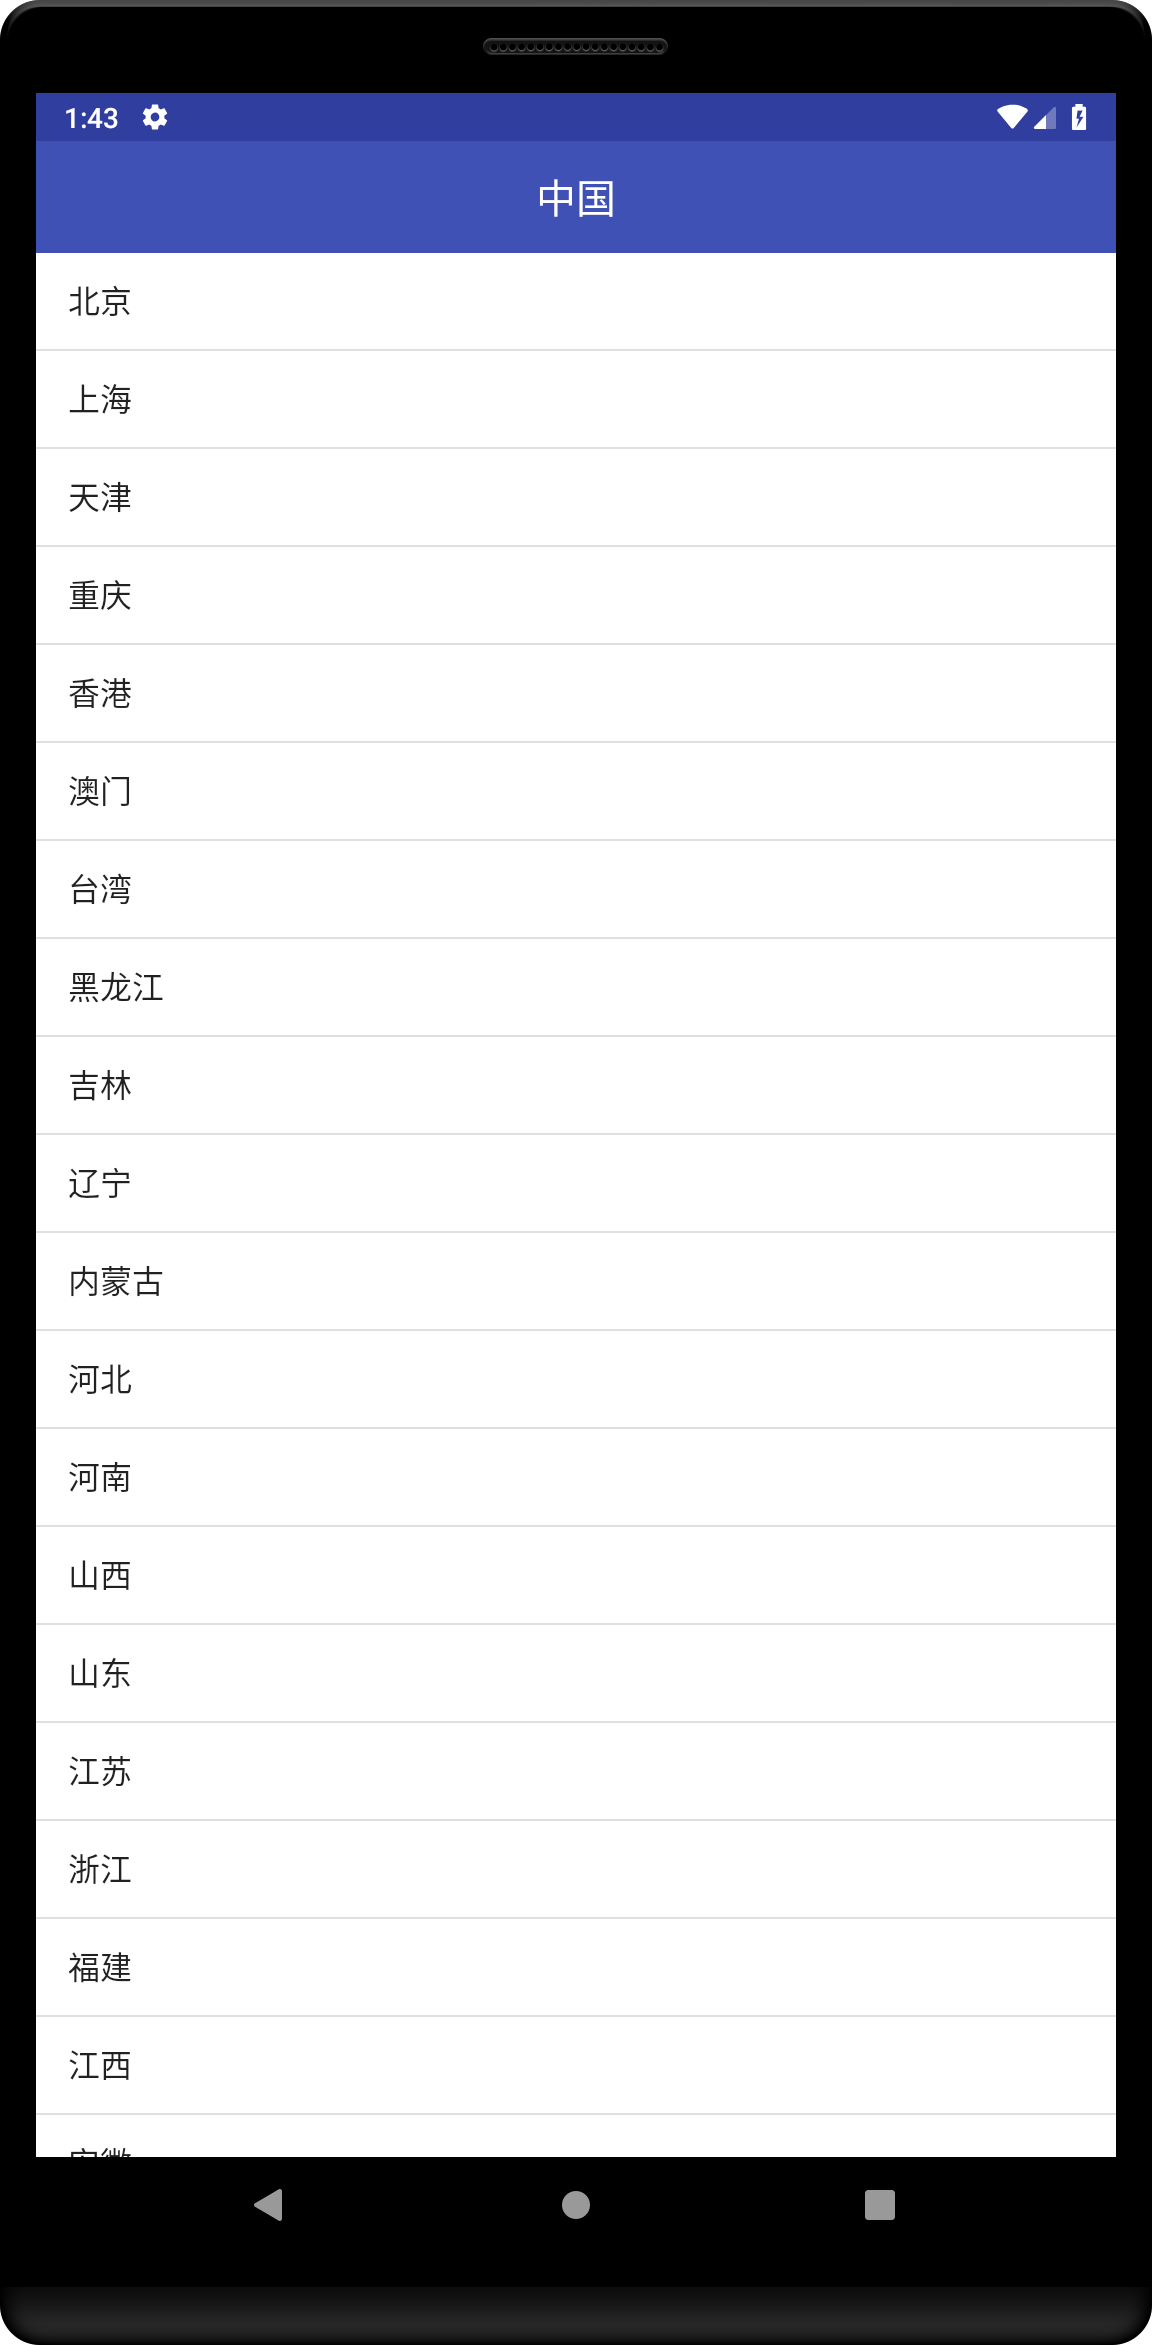 1:43
中国
北京
上海
天津
重庆
香港
澳门
台湾
黑龙江
吉林
辽宁
内蒙古
河北
河南
山西
山东
江苏
浙江
福建
江西